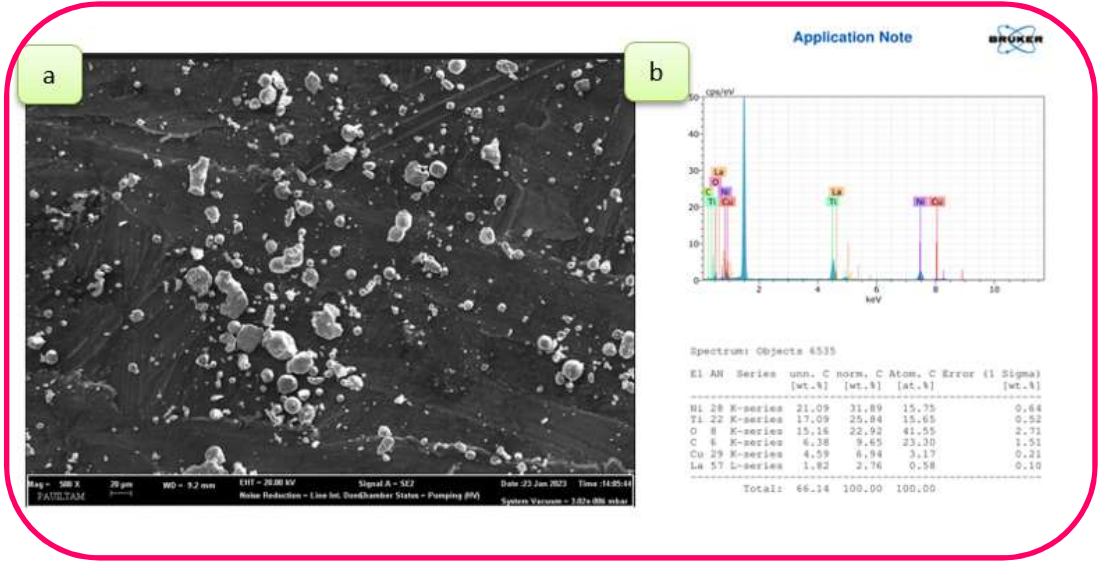 a
b
Application Note
BRUKER
cps/eV
50
40
30
20
10
0
La
O
C Ni
Ti Cu
La
Ti
Ni Cu
2 4 6 8 10
keV
Spectrum: Objects 6535
El AN Series unn. C norm. C Atom. C Error (1 Sigma)
[wt.%] [wt.%] [at.%] [wt.%]
Ni 28 K-series 21.09 31.89 15.75 0.64
Ti 22 K-series 17.09 25.84 15.65 0.52
O 8 K-series 15.16 22.92 41.55 2.71
C 6 K-series 6.38 9.65 23.30 1.51
Cu 29 K-series 4.59 6.94 3.17 0.21
La 57 L-series 1.82 2.76 0.58 0.10
Total: 66.14 100.00 100.00
Mag = 500 X 20 µm WD = 9.2 mm EHT = 20.00 kV Signal A = SE2 Date :23 Jan 2023 Time :14:05:44
Noise Reduction = Line Int. Done Chamber Status = Pumping (HV)
System Vacuum = 3.02e-006 mbar